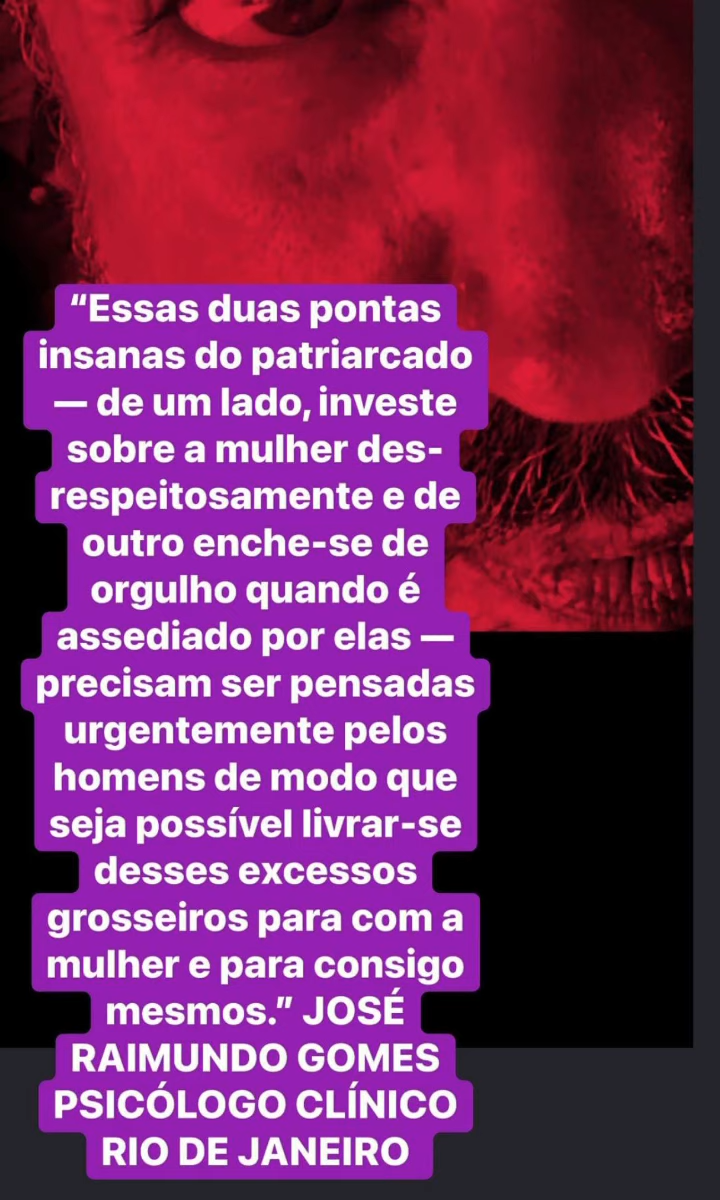 “Essas duas pontas
insanas do patriarcado
— de um lado, investe
sobre a mulher des-
respeitosamente e de
outro enche-se de
orgulho quando é
assediado por elas —
precisam ser pensadas
urgentemente pelos
homens de modo que
seja possível livrar-se
desses excessos
grosseiros para com a
mulher e para consigo
mesmos.” JOSÉ
RAIMUNDO GOMES
PSICÓLOGO CLÍNICO
RIO DE JANEIRO